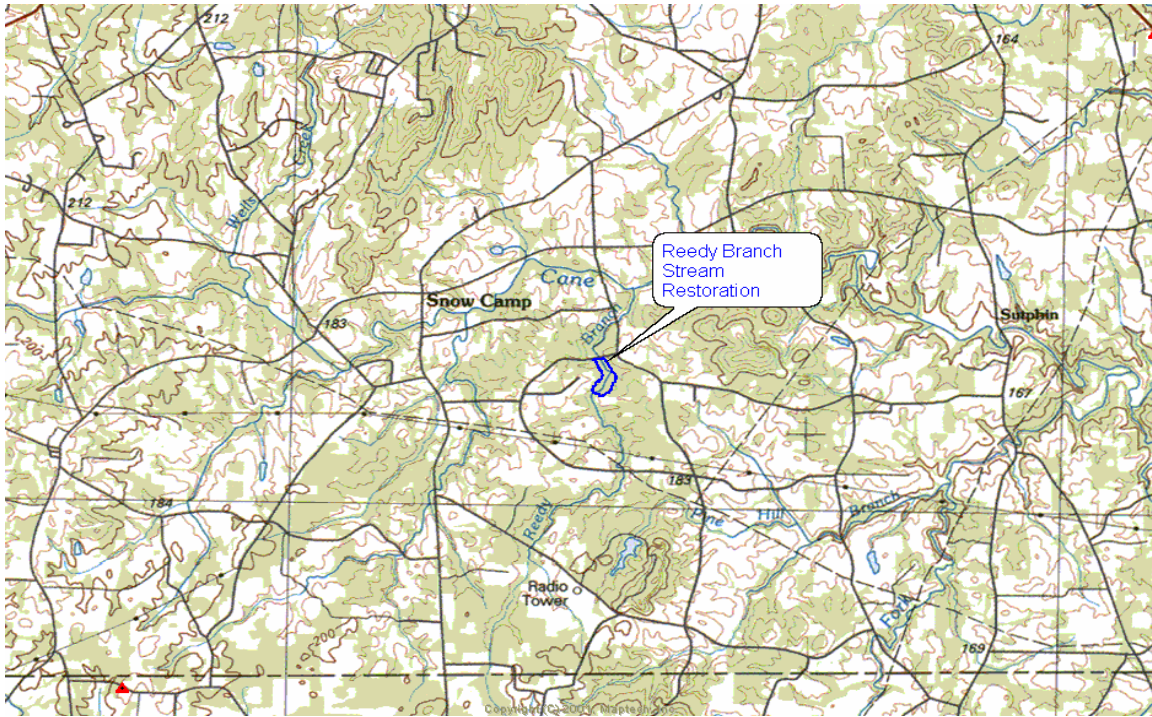 212
164
Creek
Wells
212
Reedy Branch
Stream
Restoration
Cane
Snow Camp
183
Branch
Sutphin
200
167
183
184
Pine Hill Branch
Reedy
Radio
Tower
Fork
200
169